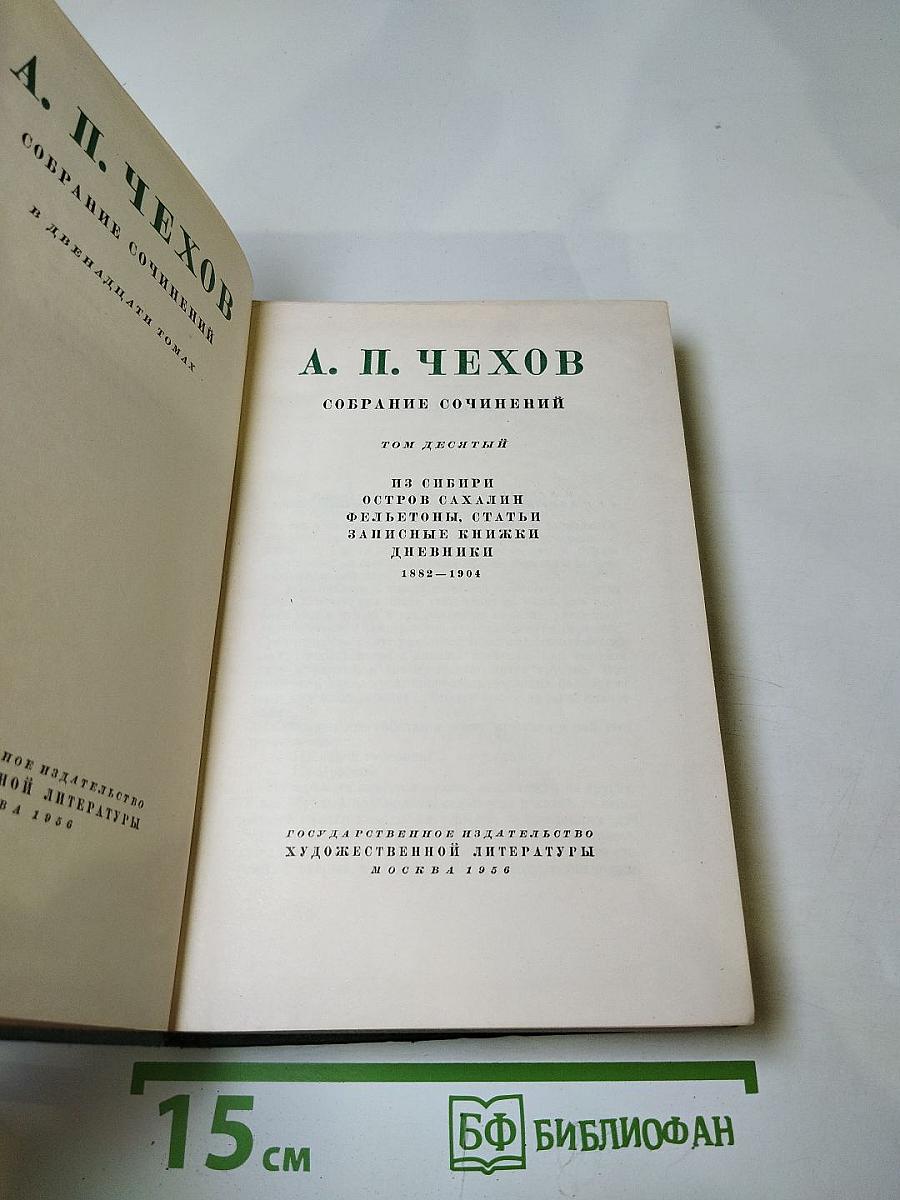 А. П. ЧЕХОВ
СОБРАНИЕ СОЧИНЕНИЙ
В ДВЕНАДЦАТИ ТОМАХ
НОЕ ИЗДАТЕЛЬСТВО
НОЙ ЛИТЕРАТУРЫ
ВА 1956
А. П. ЧЕХОВ
СОБРАНИЕ СОЧИНЕНИЙ
ТОМ ДЕСЯТЫЙ
ИЗ СИБИРИ
ОСТРОВ САХАЛИН
ФЕЛЬЕТОНЫ, СТАТЬИ
ЗАПИСНЫЕ КНИЖКИ
ДНЕВНИКИ
1882—1904
ГОСУДАРСТВЕННОЕ ИЗДАТЕЛЬСТВО
ХУДОЖЕСТВЕННОЙ ЛИТЕРАТУРЫ
МОСКВА 1956
15 см
БФ БИБЛИОФАН